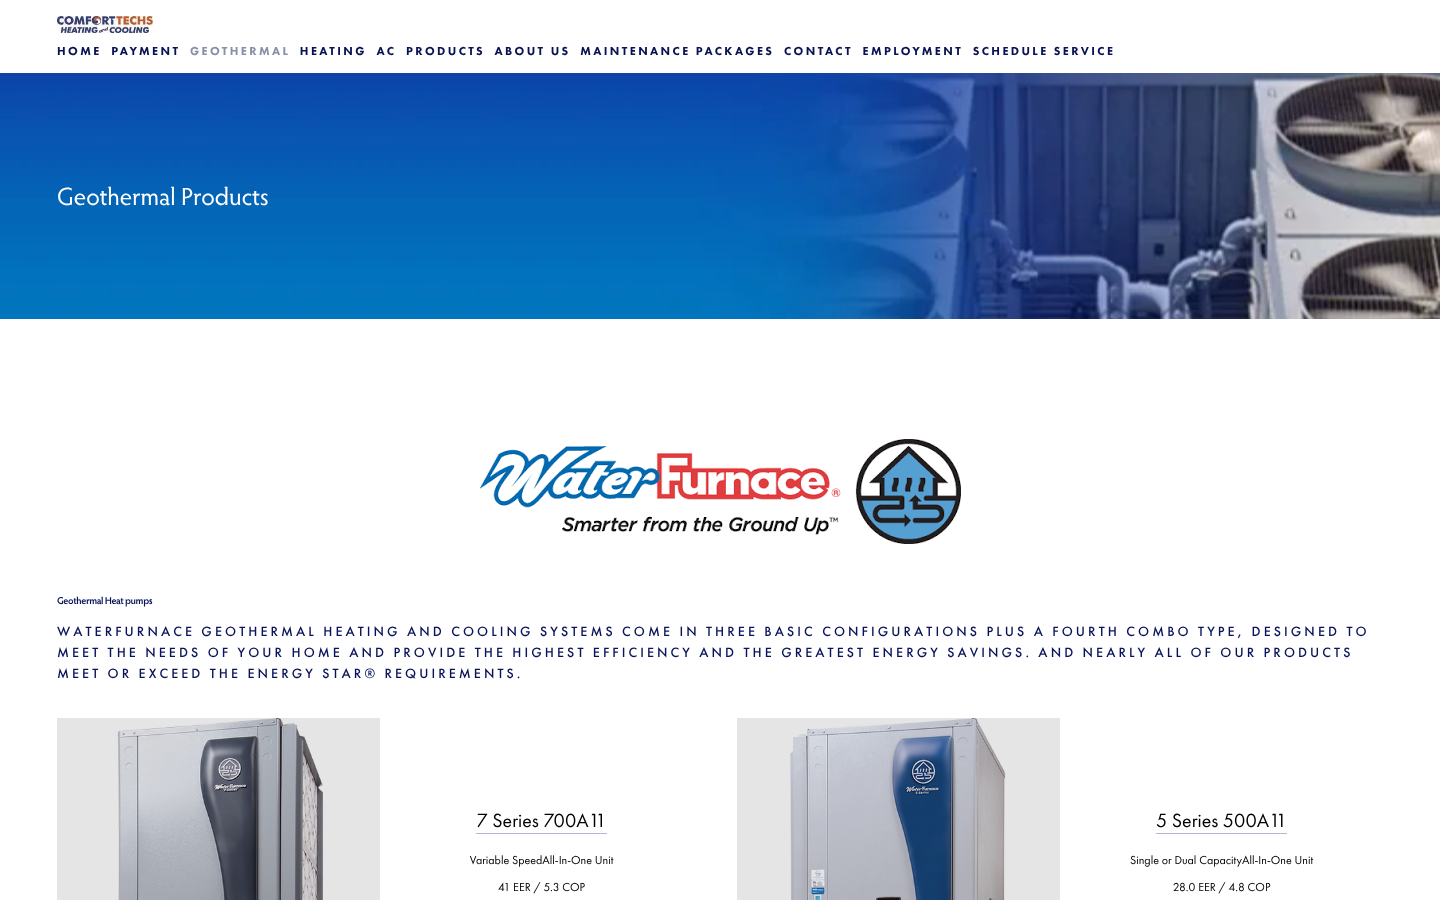 COMFORT TECHS
HEATING and COOLING
HOME PAYMENT GEOTHERMAL HEATING AC PRODUCTS ABOUT US MAINTENANCE PACKAGES CONTACT EMPLOYMENT SCHEDULE SERVICE
Geothermal Products
Water Furnace®
Smarter from the Ground Up™
Geothermal Heat pumps
WATERFURNACE GEOTHERMAL HEATING AND COOLING SYSTEMS COME IN THREE BASIC CONFIGURATIONS PLUS A FOURTH COMBO TYPE, DESIGNED TO
MEET THE NEEDS OF YOUR HOME AND PROVIDE THE HIGHEST EFFICIENCY AND THE GREATEST ENERGY SAVINGS. AND NEARLY ALL OF OUR PRODUCTS
MEET OR EXCEED THE ENERGY STAR® REQUIREMENTS.
WaterFurnace
7 Series 700A11
Variable SpeedAll-In-One Unit
41 EER / 5.3 COP
WaterFurnace
5 Series 500A11
Single or Dual CapacityAll-In-One Unit
28.0 EER / 4.8 COP